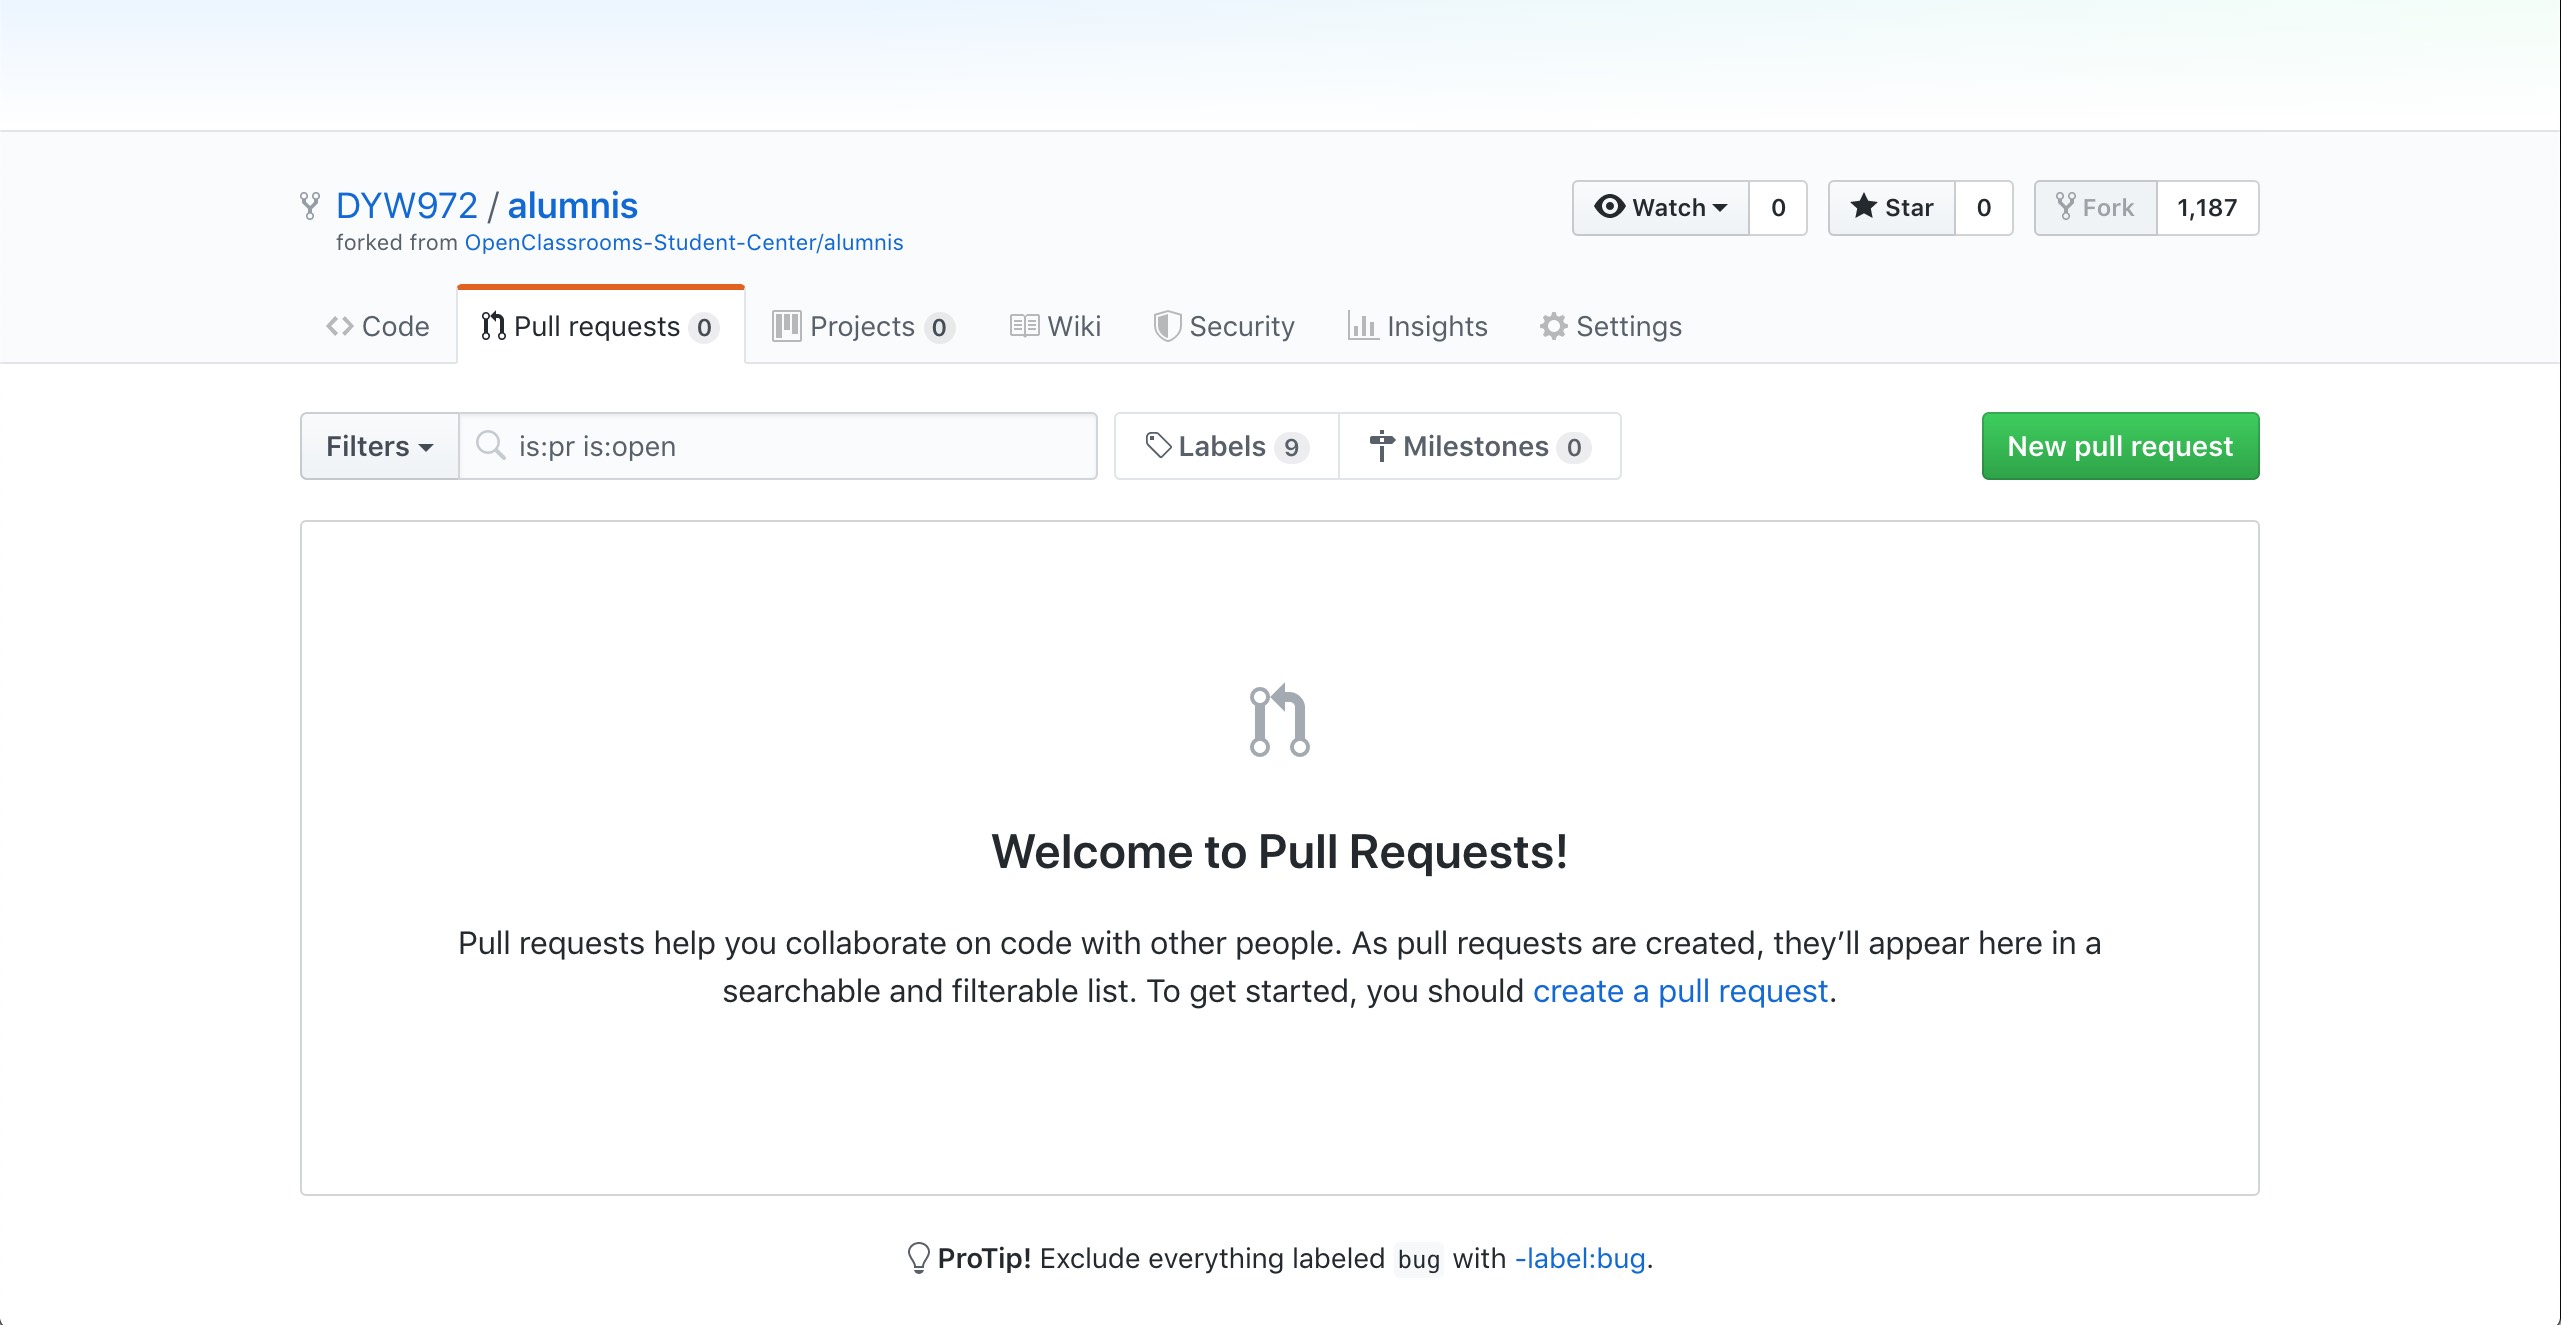 DYW972 / alumnis
forked from OpenClassrooms-Student-Center/alumnis
Watch 0 Star 0 Fork 1,187
Code Pull requests 0 Projects 0 Wiki Security Insights Settings
Filters is:pr is:open Labels 9 Milestones 0 New pull request
Welcome to Pull Requests!
Pull requests help you collaborate on code with other people. As pull requests are created, they’ll appear here in a
searchable and filterable list. To get started, you should create a pull request.
ProTip! Exclude everything labeled bug with -label:bug.